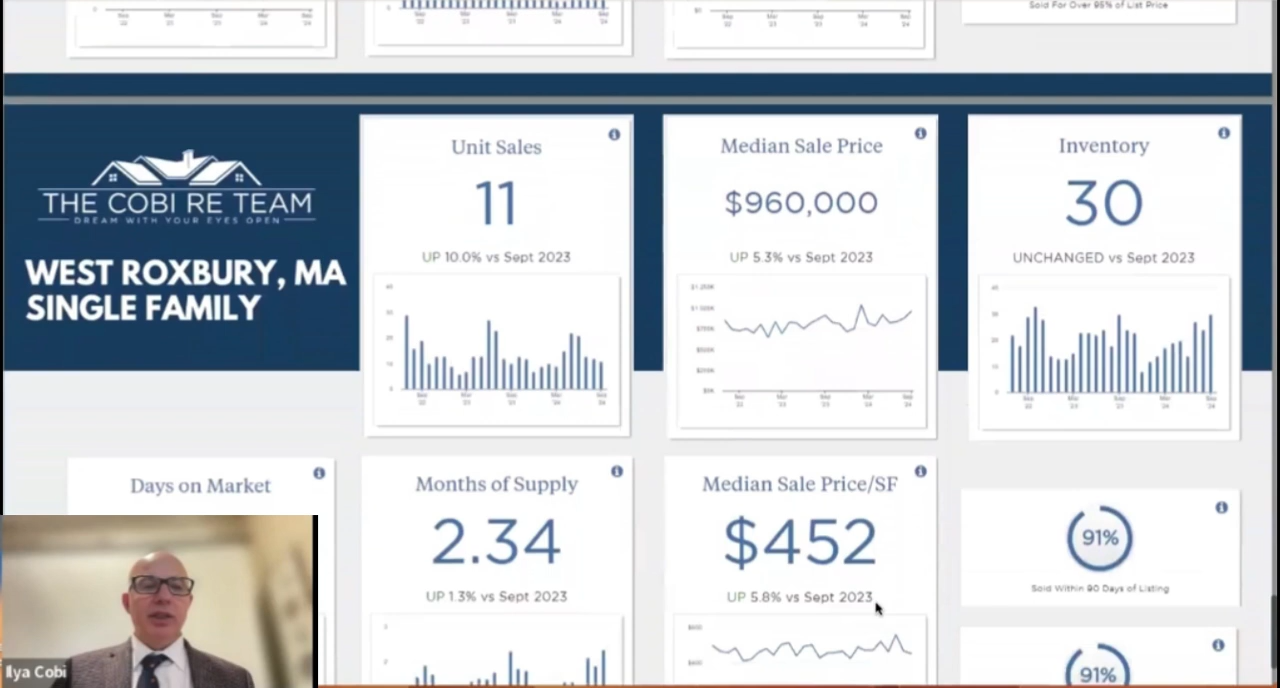 Sold For Over 95% of List Price
THE COBI RE TEAM
DREAM WITH YOUR EYES OPEN
WEST ROXBURY, MA
SINGLE FAMILY
Unit Sales
11
UP 10.0% vs Sept 2023
Median Sale Price
$960,000
UP 5.3% vs Sept 2023
Inventory
30
UNCHANGED vs Sept 2023
Days on Market
Months of Supply
2.34
UP 1.3% vs Sept 2023
Median Sale Price/SF
$452
UP 5.8% vs Sept 2023
91%
Sold Within 90 Days of Listing
91%
Ilya Cobi